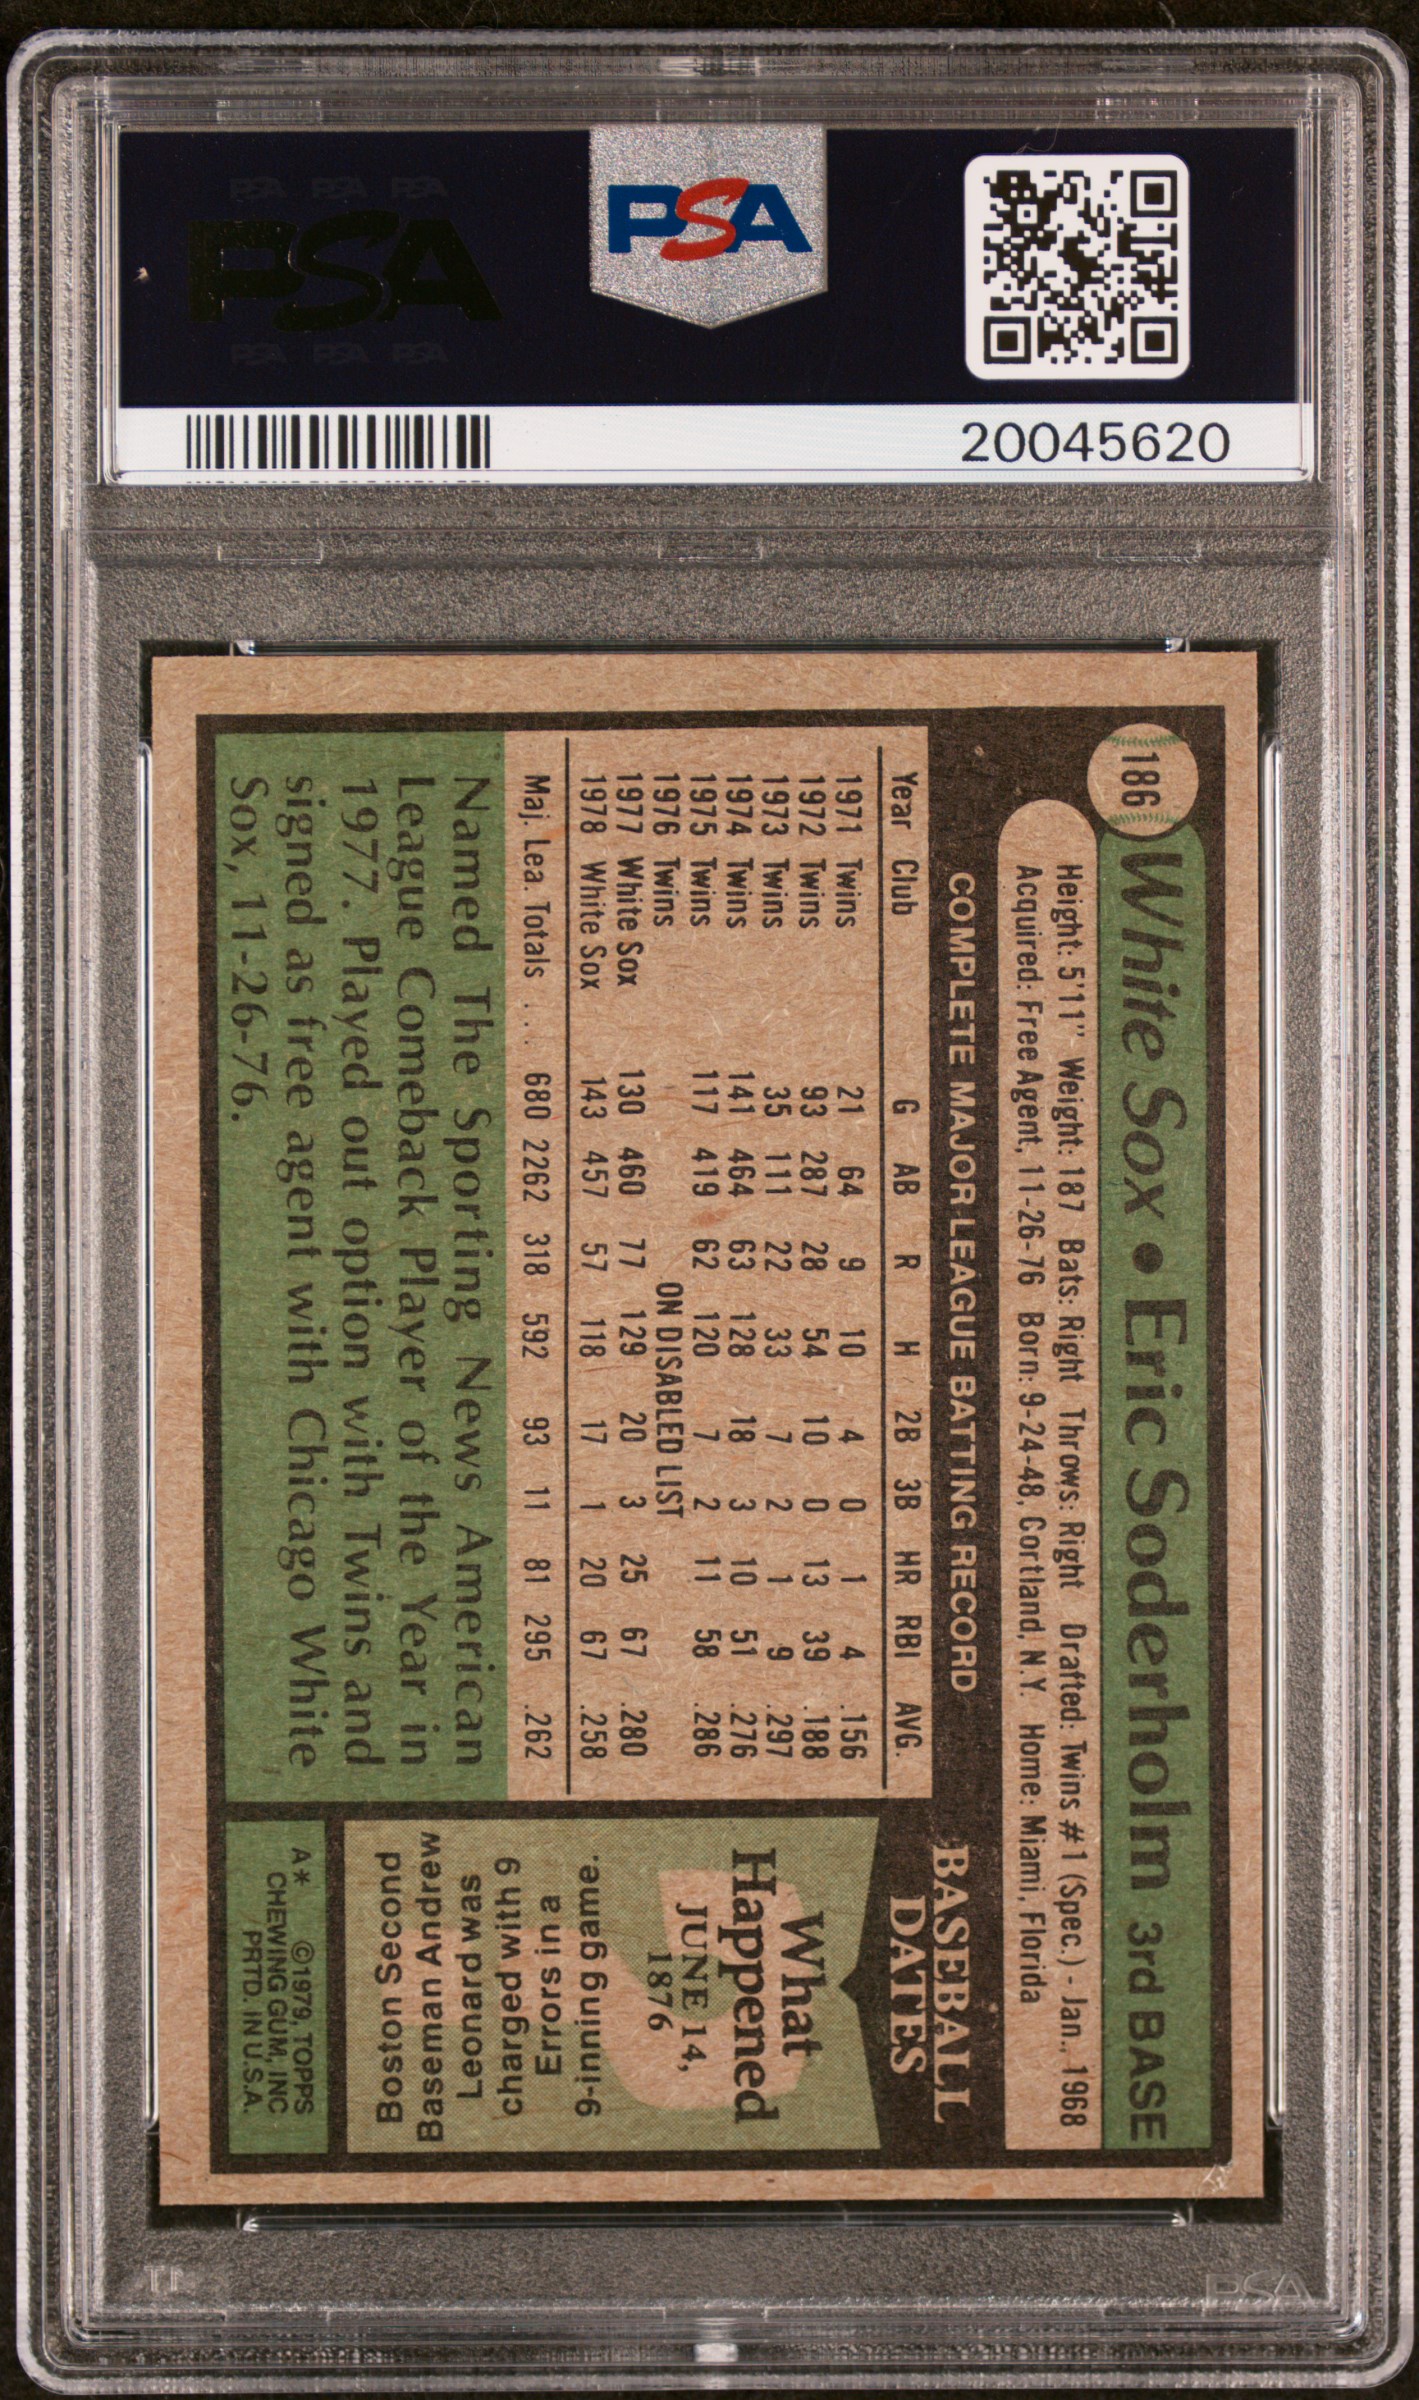 PSA PSA PSA
PSA
PSA PSA PSA
PSA
20045620
186
White Sox • Eric Soderholm 3rd BASE
Height: 5'11" Weight: 187 Bats: Right Throws: Right Drafted: Twins #1 (Spec.) - Jan., 1968
Acquired: Free Agent, 11-26-76 Born: 9-24-48, Cortland, N.Y. Home: Miami, Florida
COMPLETE MAJOR LEAGUE BATTING RECORD
Year Club G AB R H 2B 3B HR RBI AVG.
1971 Twins 21 64 9 10 4 0 1 4 .156
1972 Twins 93 287 28 54 10 0 13 39 .188
1973 Twins 35 111 22 33 7 2 1 9 .297
1974 Twins 141 464 63 128 18 3 10 51 .276
1975 Twins 117 419 62 120 7 2 11 58 .286
1976 Twins ON DISABLED LIST
1977 White Sox 130 460 77 129 20 3 25 67 .280
1978 White Sox 143 457 57 118 17 1 20 67 .258
Maj. Lea. Totals . . . 680 2262 318 592 93 11 81 295 .262
Named The Sporting News American
League Comeback Player of the Year in
1977. Played out option with Twins and
signed as free agent with Chicago White
Sox, 11-26-76.
BASEBALL
DATES
What
Happened
JUNE 14,
1876
Boston Second
Baseman Andrew
Leonard was
charged with 9
Errors in a
9-inning game.
A* ©1979, TOPPS
CHEWING GUM, INC
PRTD. IN U.S.A.
PSA